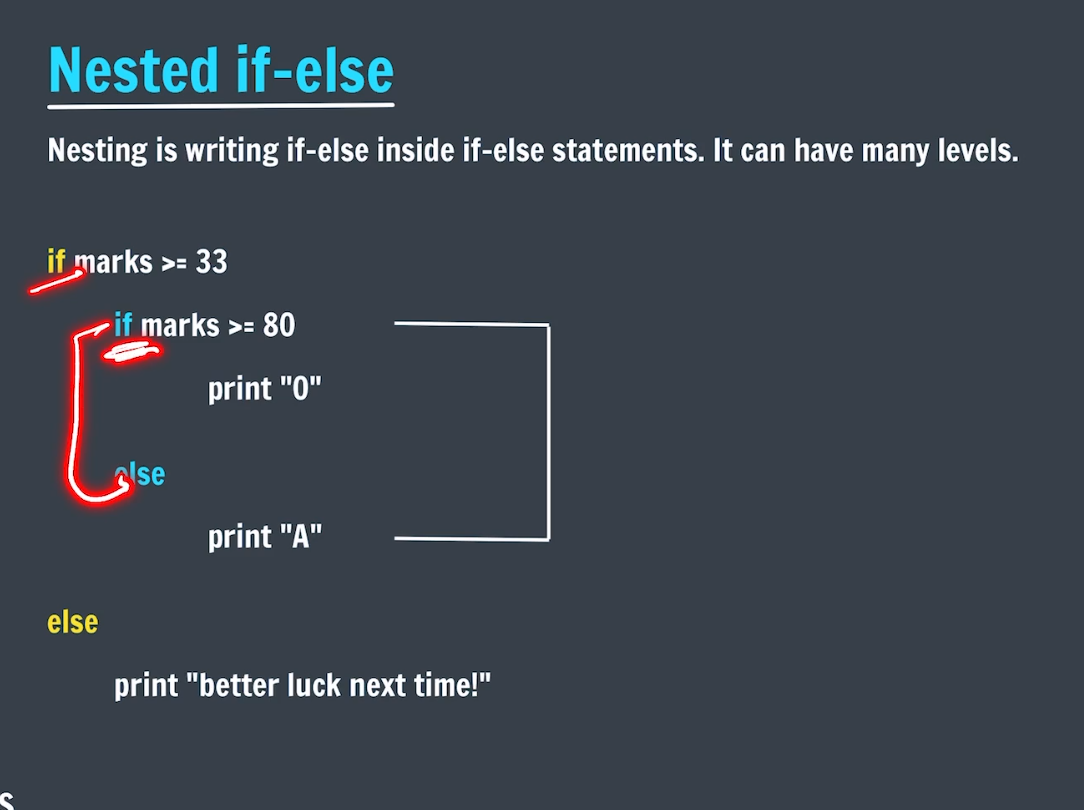 Nested if-else
Nesting is writing if-else inside if-else statements. It can have many levels.
if marks >= 33
if marks >= 80
print "O"
else
print "A"
else
print "better luck next time!"
s